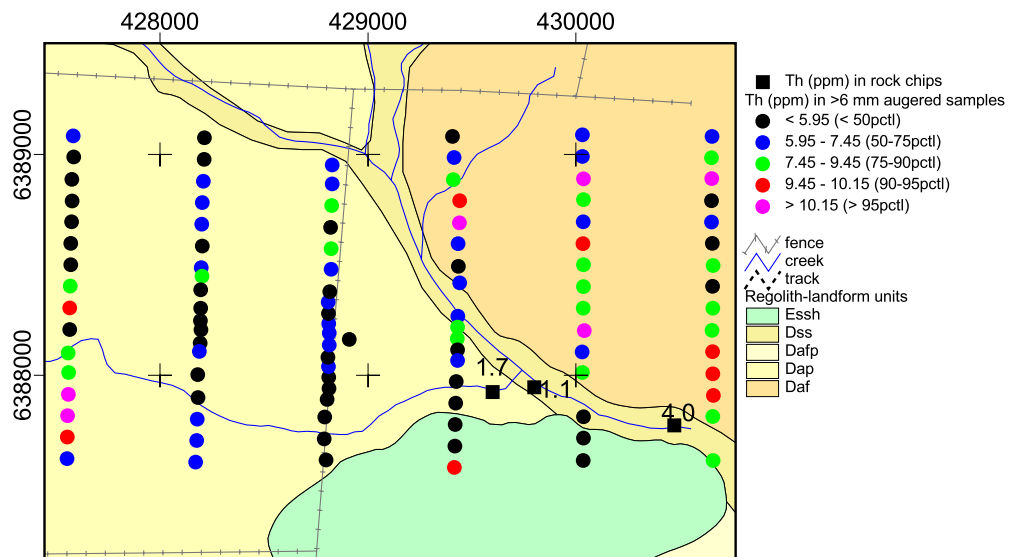 428000 429000 430000
6389000
6388000
1.7
1.1
4.0
Th (ppm) in rock chips
Th (ppm) in >6 mm augered samples
< 5.95 (< 50pctl)
5.95 - 7.45 (50-75pctl)
7.45 - 9.45 (75-90pctl)
9.45 - 10.15 (90-95pctl)
> 10.15 (> 95pctl)
fence
creek
track
Regolith-landform units
Essh
Dss
Dafp
Dap
Daf